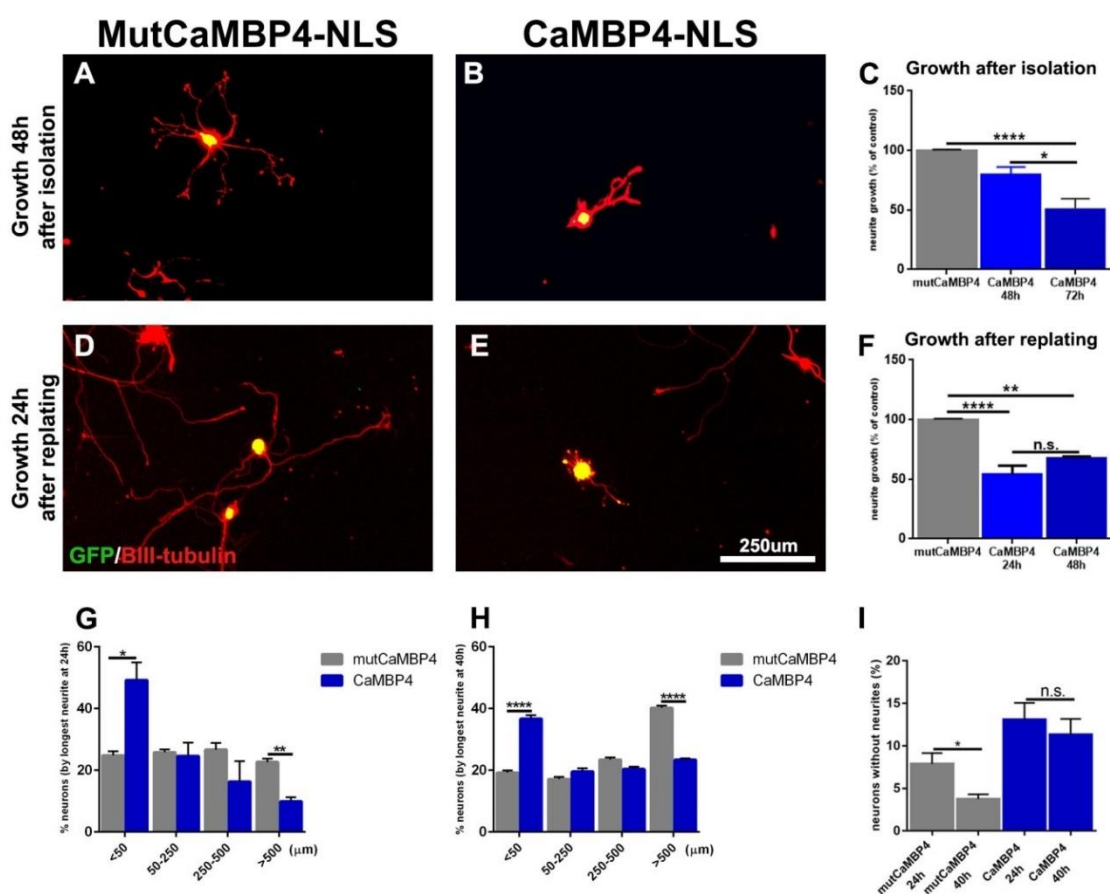 MutCaMBP4-NLS
CaMBP4-NLS
Growth 48h
after isolation
A
B
C
Growth after isolation
neurite growth (% of control)
150
100
50
0
****
*
mutCaMBP4
CaMBP4
48h
CaMBP4
72h
Growth 24h
after replating
D
GFP/BIII-tubulin
E
250um
F
Growth after replating
neurite growth (% of control)
150
100
50
0
**
****
n.s.
mutCaMBP4
CaMBP4
24h
CaMBP4
48h
G
% neurons (by longest neurite at 24h)
60
40
20
0
*
**
<50
50-250
250-500
>500
(μm)
mutCaMBP4
CaMBP4
H
% neurons (by longest neurite at 40h)
60
40
20
0
****
****
<50
50-250
250-500
>500
(μm)
mutCaMBP4
CaMBP4
I
neurons without neurites (%)
20
15
10
5
0
*
n.s.
mutCaMBP4
24h
mutCaMBP4
40h
CaMBP4
24h
CaMBP4
40h